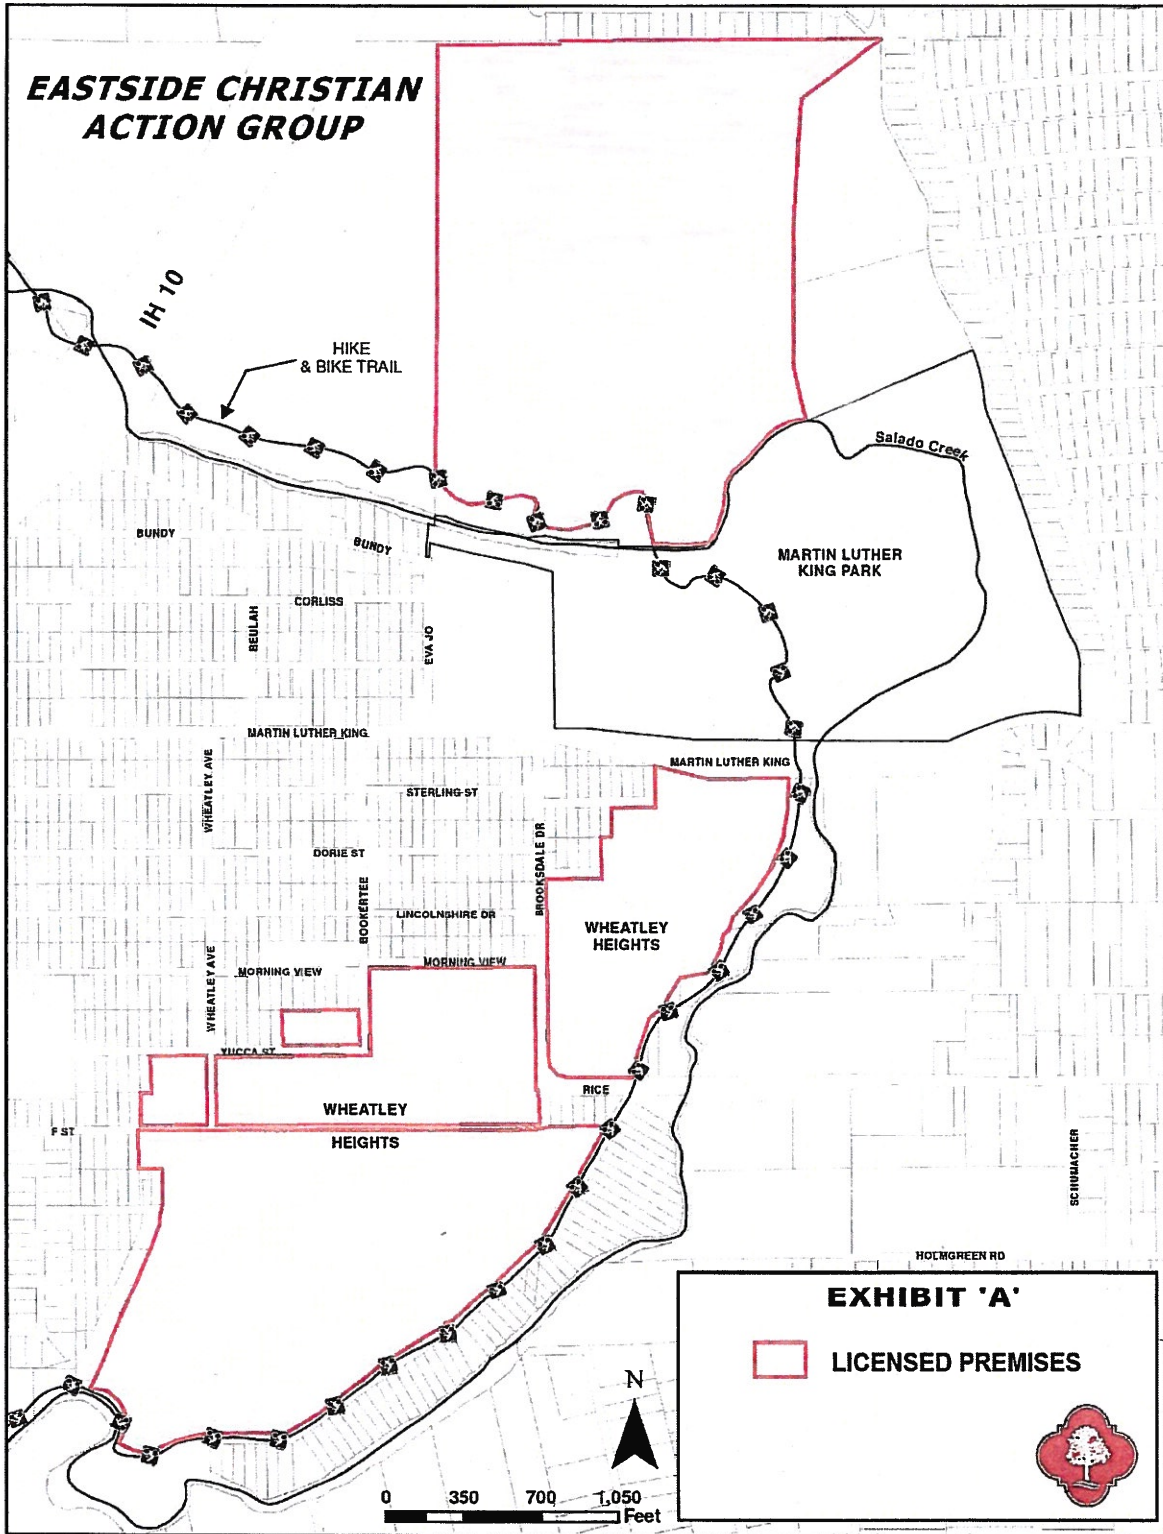 EASTSIDE CHRISTIAN
ACTION GROUP
IH 10
HIKE
& BIKE TRAIL
Salado Creek
BUNDY
BUNDY
MARTIN LUTHER
KING PARK
CORLISS
BEULAH
EVA JO
MARTIN LUTHER KING
MARTIN LUTHER KING
WHEATLEY AVE
STERLING ST
BROOKSDALE DR
DORIE ST
BOOKERTEE
LINCOLNSHIRE DR
WHEATLEY
HEIGHTS
MORNING VIEW
MORNING VIEW
WHEATLEY AVE
YUCCA ST
RICE
WHEATLEY
HEIGHTS
F ST
SCHUMACHER
HOLMGREEN RD
EXHIBIT 'A'
LICENSED PREMISES
N
0 350 700 1,050
Feet